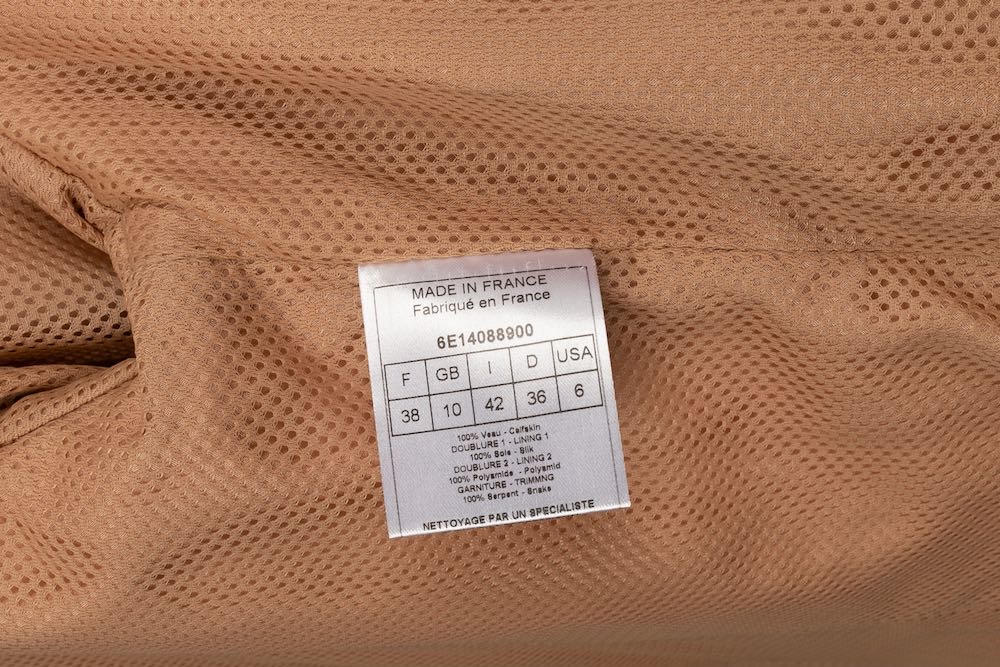 MADE IN FRANCE
Fabriqué en France
6E14088900
F GB I D USA
38 10 42 36 6
100% Veau - Calfskin
DOUBLURE 1 - LINING 1
100% Soie - Silk
DOUBLURE 2 - LINING 2
100% Polyamide - Polyamid
GARNITURE - TRIMMNG
100% Serpent - Snake
NETTOYAGE PAR UN SPECIALISTE